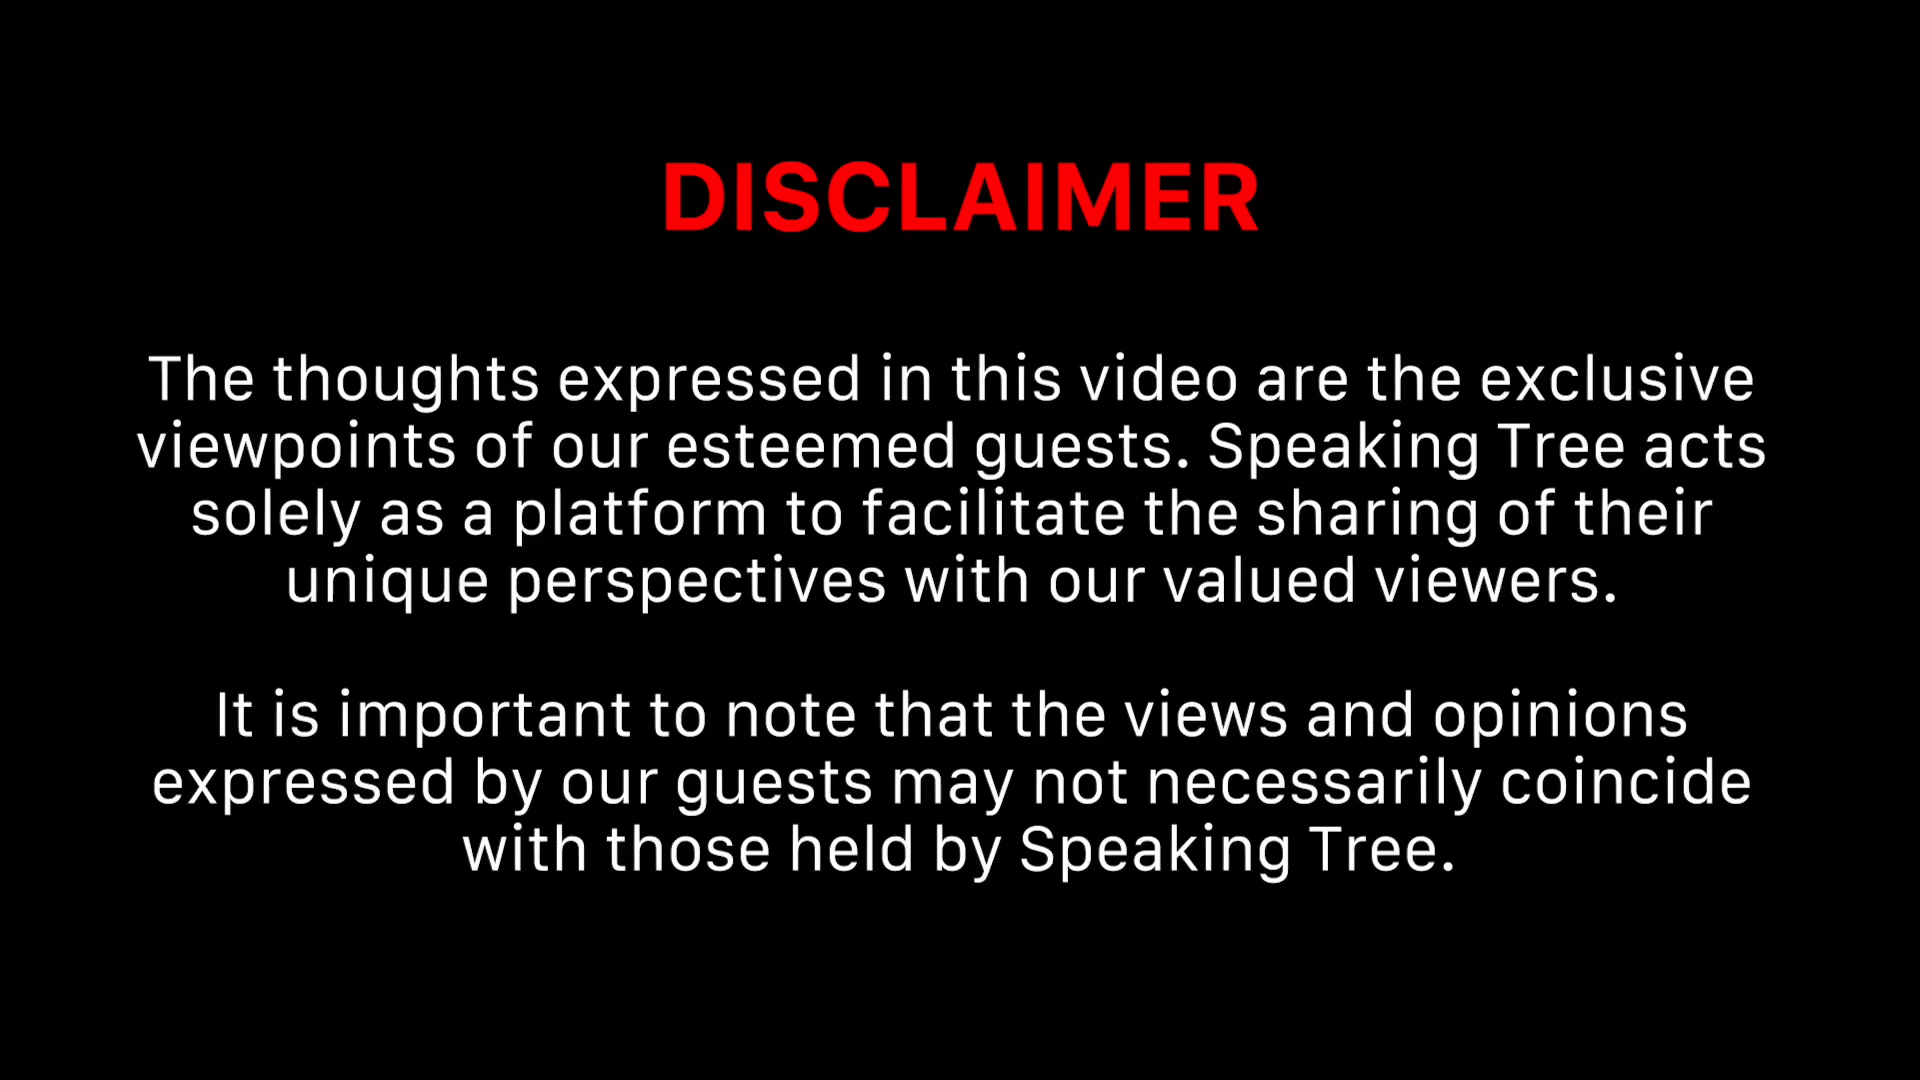 DISCLAIMER
The thoughts expressed in this video are the exclusive
viewpoints of our esteemed guests. Speaking Tree acts
solely as a platform to facilitate the sharing of their
unique perspectives with our valued viewers.
It is important to note that the views and opinions
expressed by our guests may not necessarily coincide
with those held by Speaking Tree.